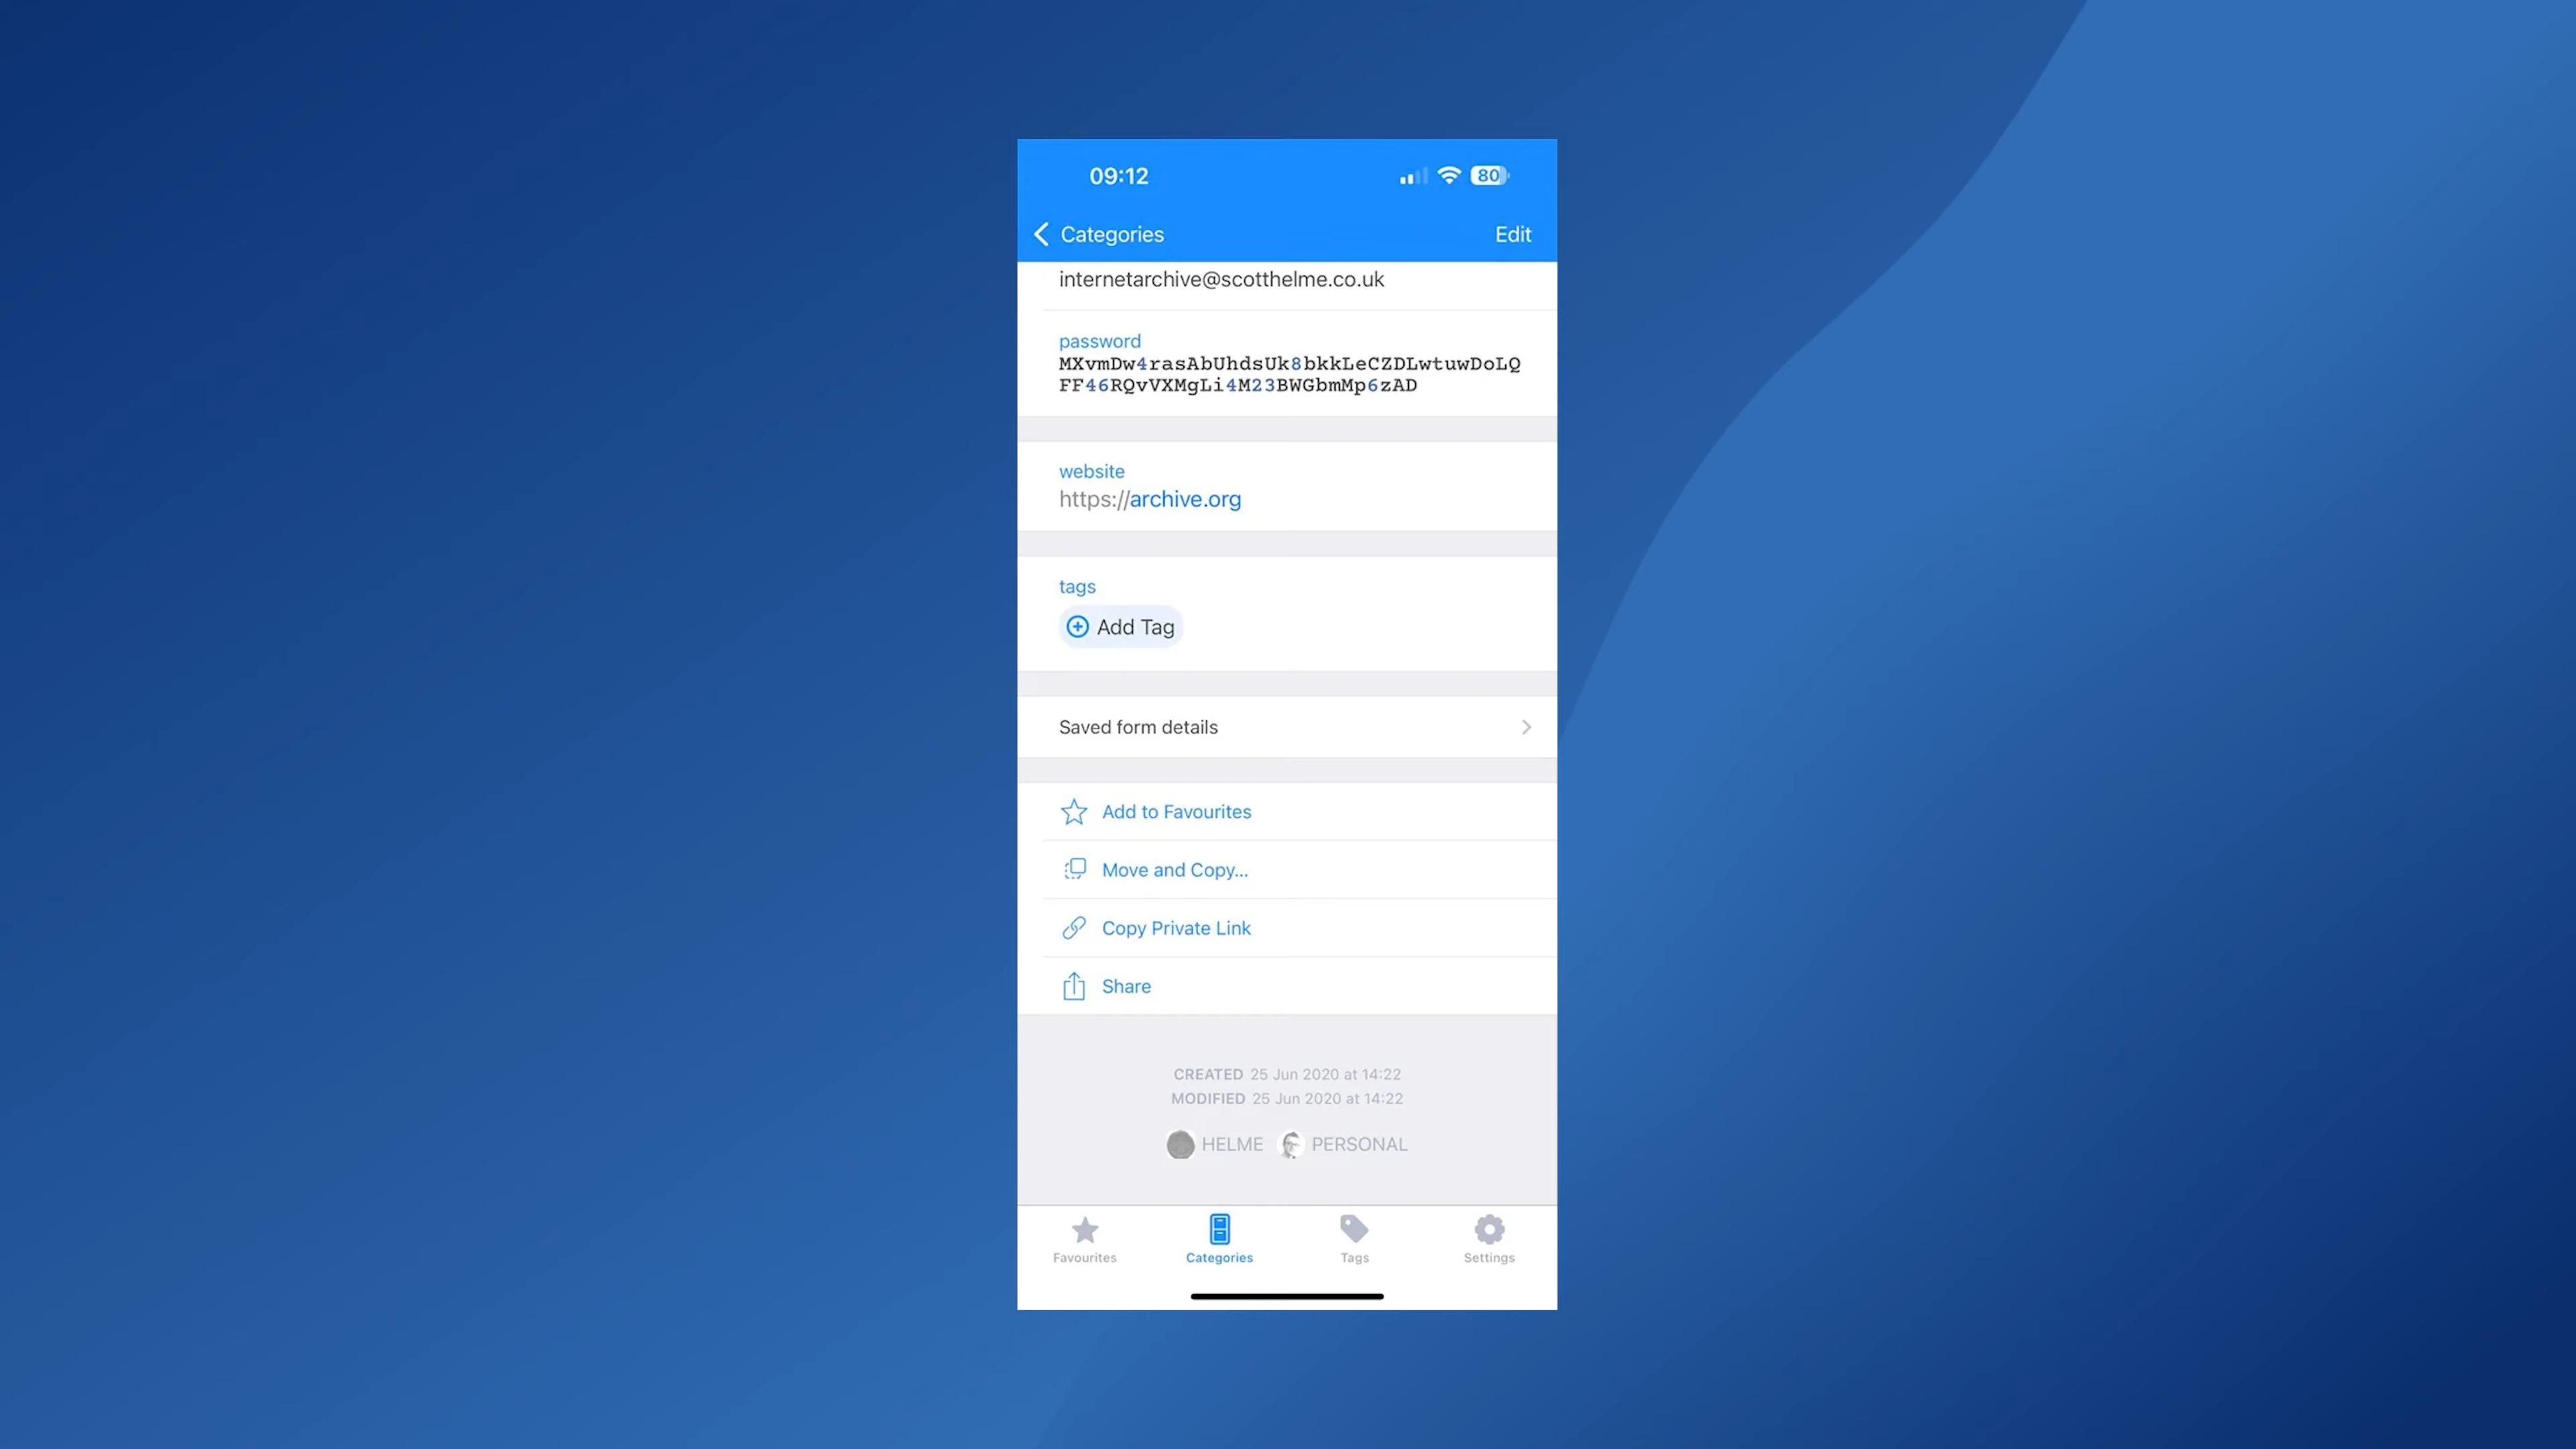 09:12
80
Categories
Edit
internetarchive@scotthelme.co.uk
password
MXvmDw4rasAbUhdsUk8bkkLeCZDLwtuwDoLQ
FF46RQvVXMgLi4M23BWGbmMp6zAD
website
https://archive.org
tags
Add Tag
Saved form details
Add to Favourites
Move and Copy...
Copy Private Link
Share
CREATED 25 Jun 2020 at 14:22
MODIFIED 25 Jun 2020 at 14:22
HELME PERSONAL
Favourites
Categories
Tags
Settings